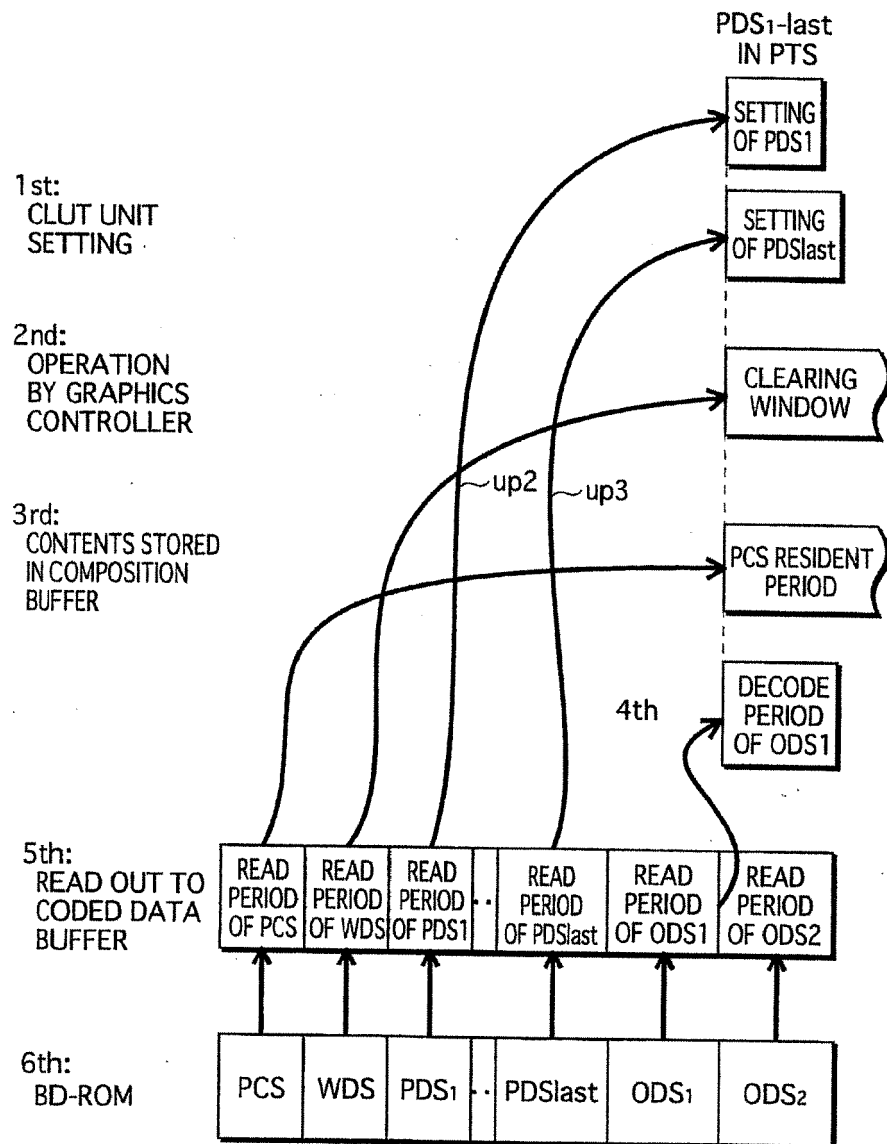 PDS1-last
IN PTS
SETTING
OF PDS1
1st:
CLUT UNIT
SETTING
SETTING
OF PDSlast
2nd:
OPERATION
BY GRAPHICS
CONTROLLER
CLEARING
WINDOW
up2
up3
3rd:
CONTENTS STORED
IN COMPOSITION
BUFFER
PCS RESIDENT
PERIOD
4th
DECODE
PERIOD
OF ODS1
5th:
READ OUT TO
CODED DATA
BUFFER
READ
PERIOD
OF PCS
READ
PERIOD
OF WDS
READ
PERIOD
OF PDS1
..
READ
PERIOD
OF PDSlast
READ
PERIOD
OF ODS1
READ
PERIOD
OF ODS2
6th:
BD-ROM
PCS
WDS
PDS1
..
PDSlast
ODS1
ODS2